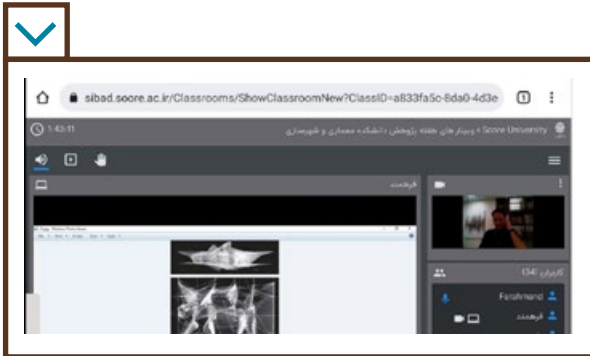 sibad.soore.ac.ir/Classrooms/ShowClassroomNew?ClassID=a833fa5c-8da0-4d3e
1:43:11
Soore University » وبینار های هفته پژوهش دانشکده معماری و شهرسازی
فرهمند
کاربران (34)
Farahmand
فرهمند